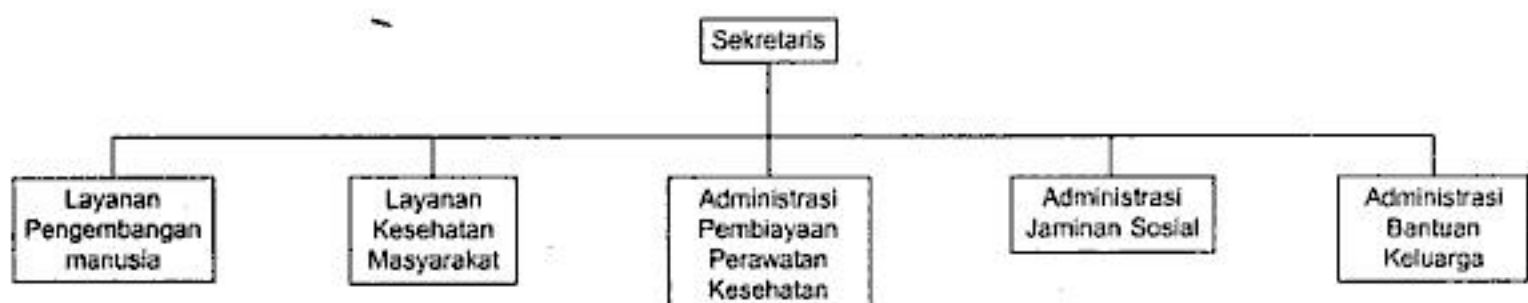 Sekretaris
Layanan
Pengembangan
manusia
Layanan
Kesehatan
Masyarakat
Administrasi
Pembiayaan
Perawatan
Kesehatan
Administrasi
Jaminan Sosial
Administrasi
Bantuan
Keluarga